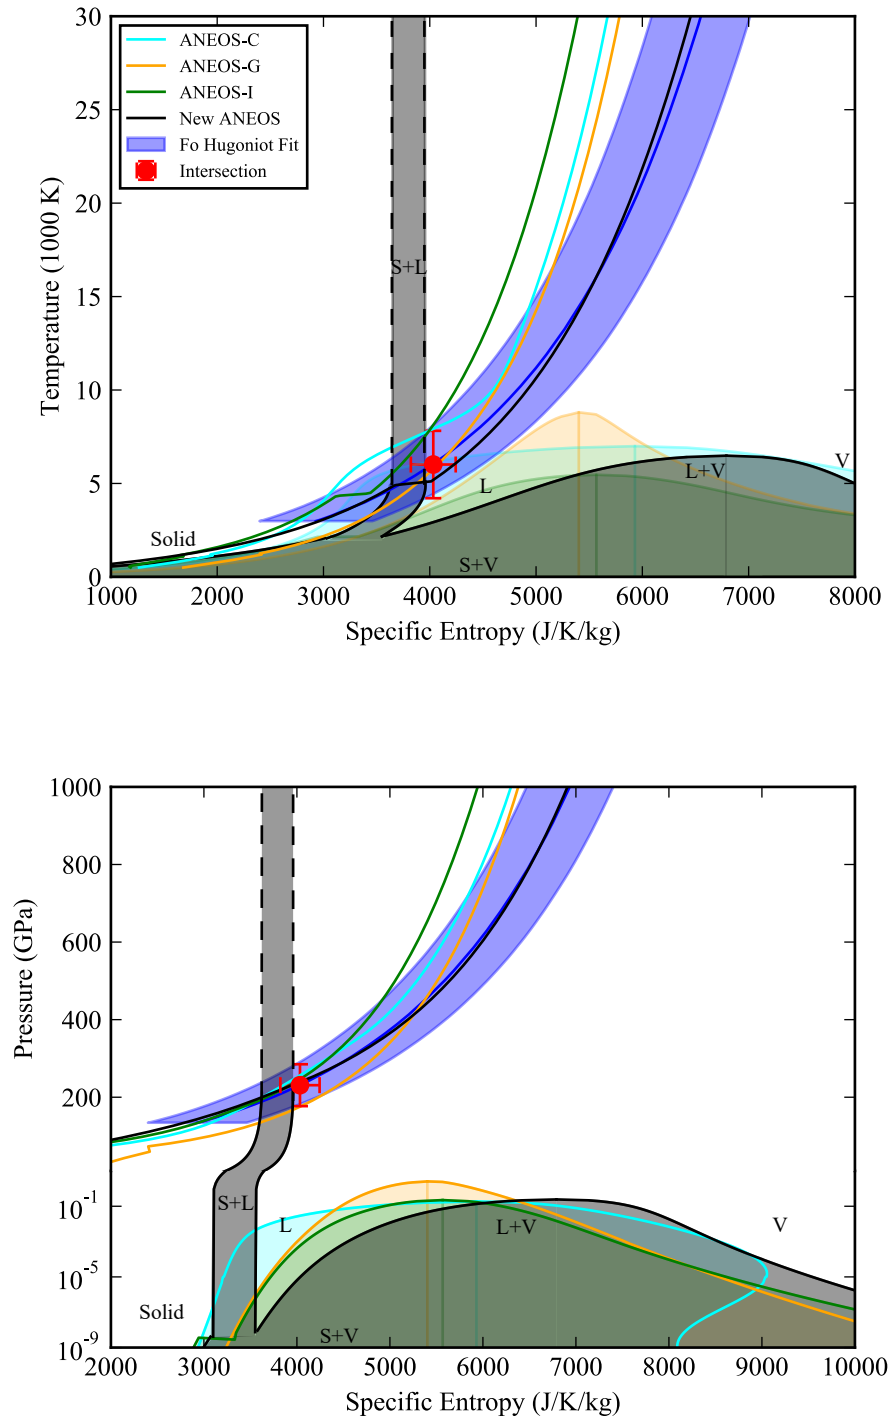 30
25
20
15
10
5
0
Temperature (1000 K)
ANEOS-C
ANEOS-G
ANEOS-I
New ANEOS
Fo Hugoniot Fit
Intersection
S+L
L
L+V
V
Solid
S+V
1000 2000 3000 4000 5000 6000 7000 8000
Specific Entropy (J/K/kg)
1000
800
600
400
200
10^-1
10^-5
10^-9
Pressure (GPa)
S+L
L
L+V
V
Solid
S+V
2000 3000 4000 5000 6000 7000 8000 9000 10000
Specific Entropy (J/K/kg)